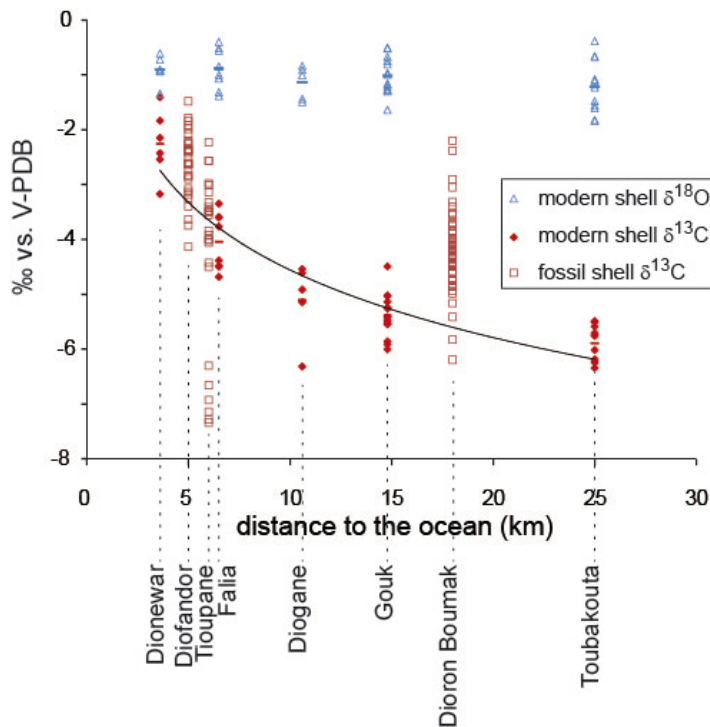 0
-2
-4
-6
-8
‰ vs. V-PDB
modern shell δ¹⁸O
modern shell δ¹³C
fossil shell δ¹³C
0 5 10 15 20 25 30
distance to the ocean (km)
Dionewar
Diofandor
Tioupane
Falia
Diogane
Gouk
Dioron Boumak
Toubakouta